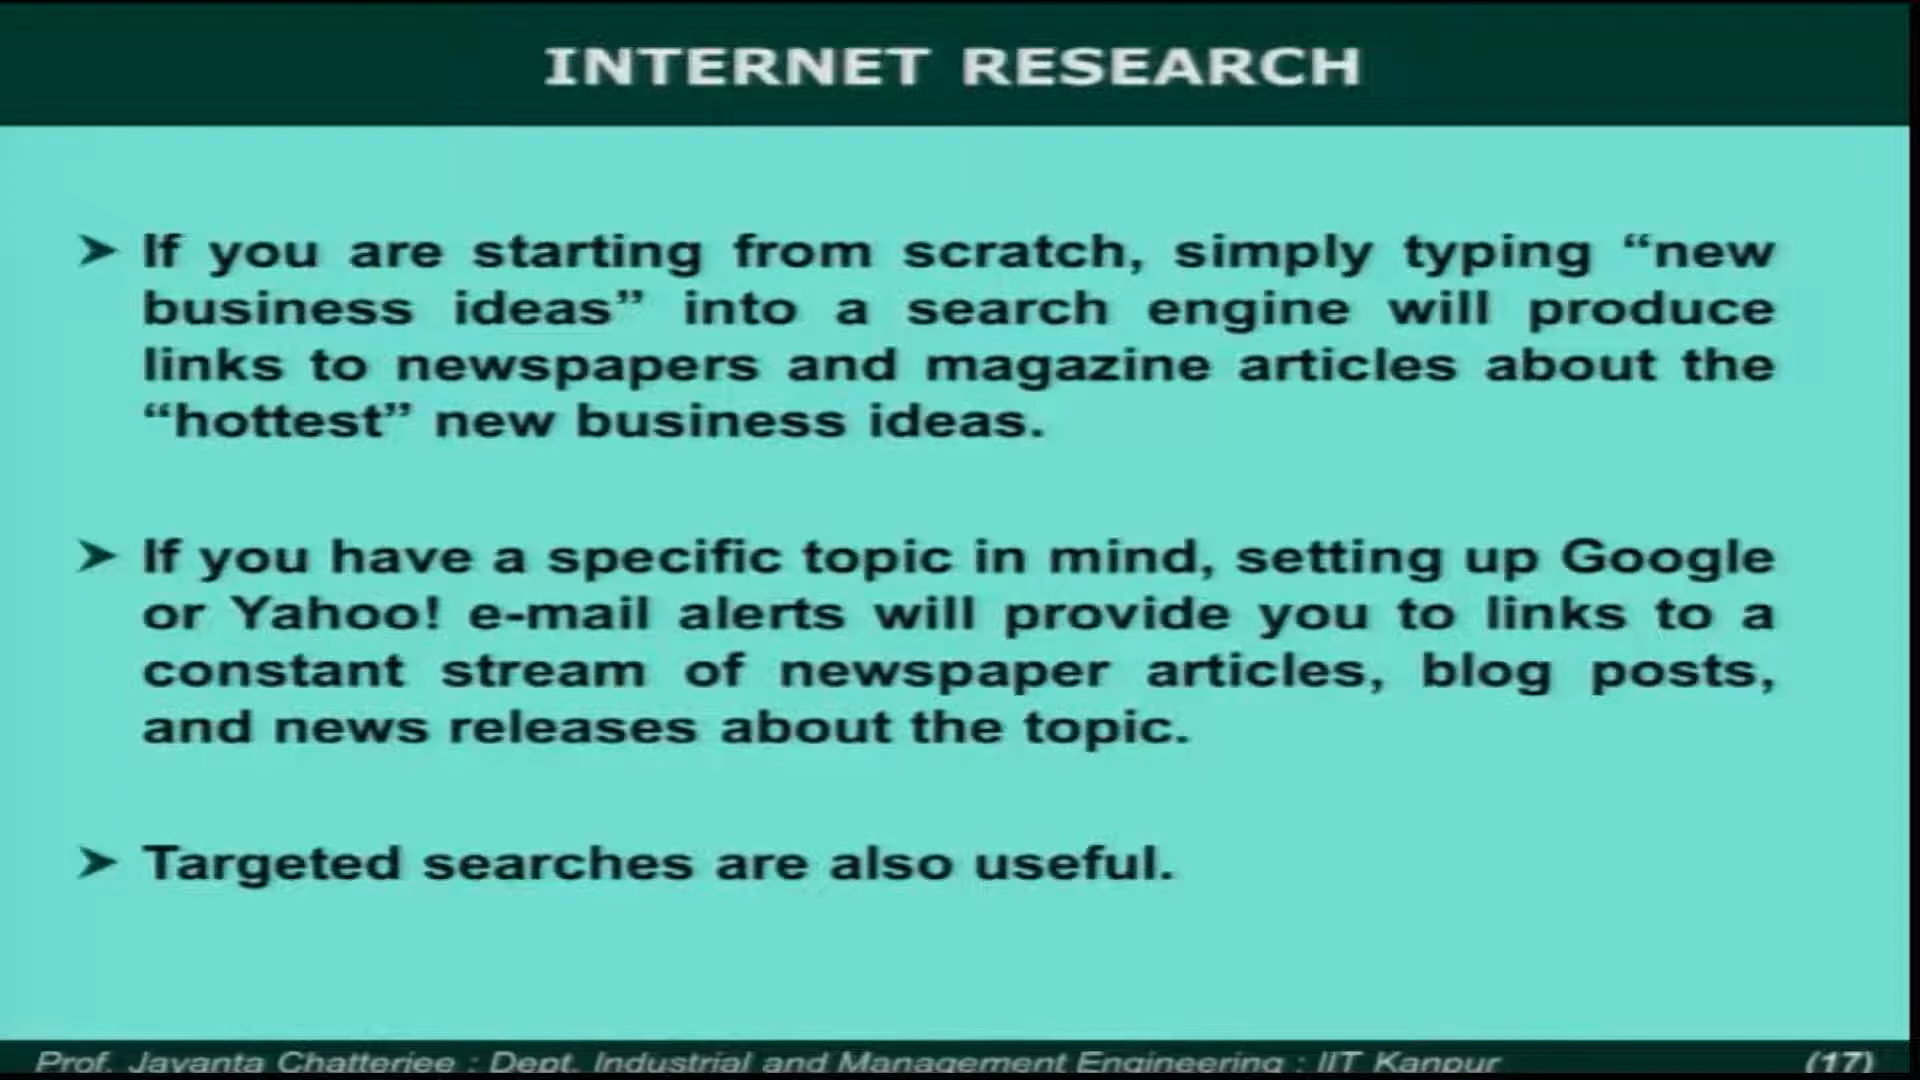 INTERNET RESEARCH
➤ If you are starting from scratch, simply typing “new
business ideas” into a search engine will produce
links to newspapers and magazine articles about the
“hottest” new business ideas.
➤ If you have a specific topic in mind, setting up Google
or Yahoo! e-mail alerts will provide you to links to a
constant stream of newspaper articles, blog posts,
and news releases about the topic.
➤ Targeted searches are also useful.
Prof. Jayanta Chatterjee : Dept. Industrial and Management Engineering : IIT Kanpur (17)